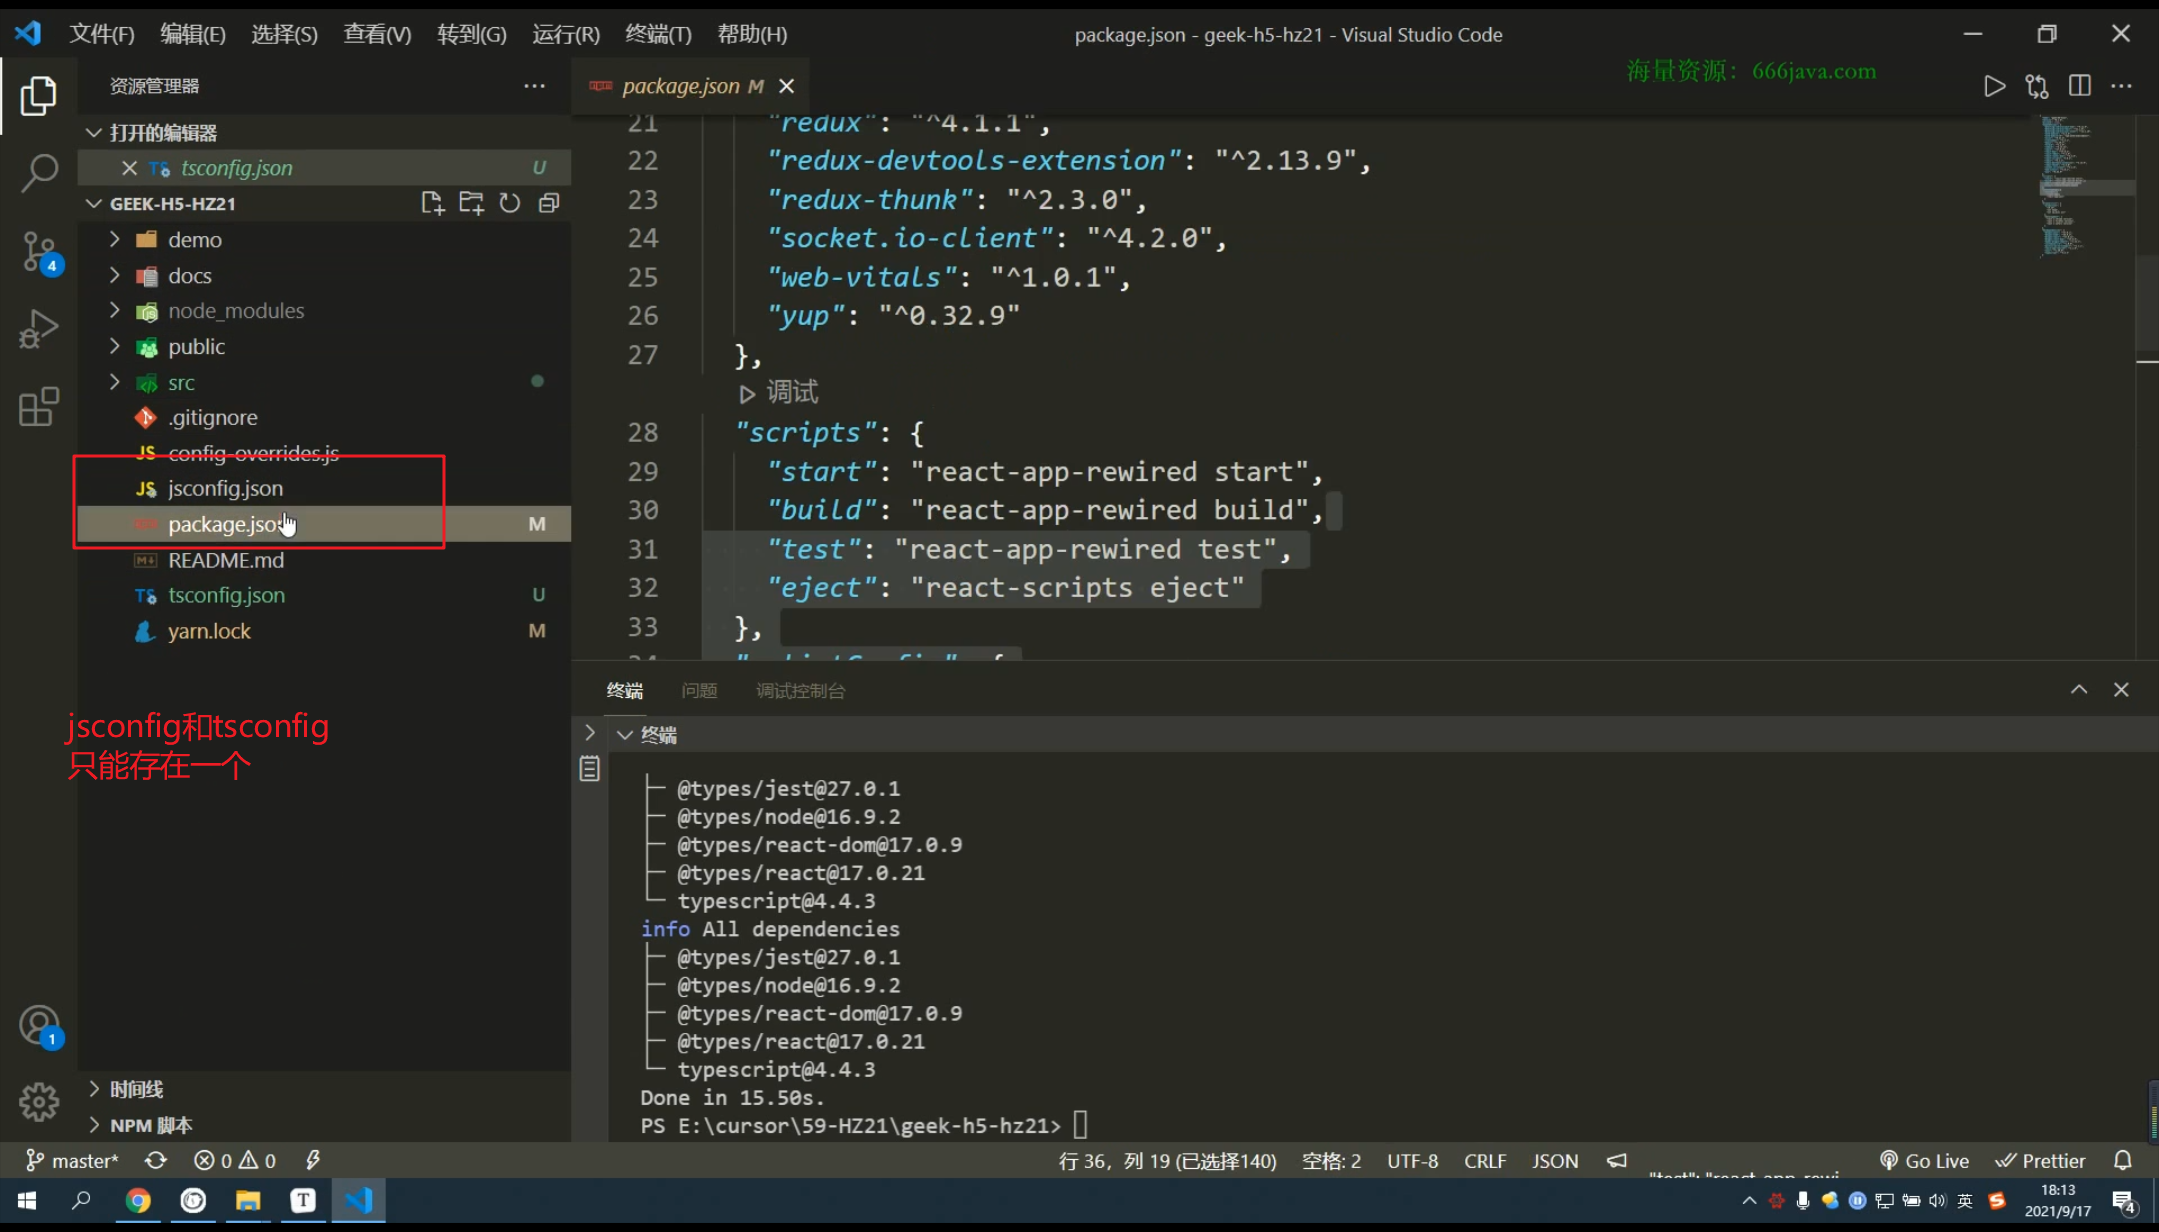 文件(F) 编辑(E) 选择(S) 查看(V) 转到(G) 运行(R) 终端(T) 帮助(H)
package.json - geek-h5-hz21 - Visual Studio Code
海量资源：666java.com
资源管理器
package.json M
打开的编辑器
TS tsconfig.json U
GEEK-H5-HZ21
demo
docs
node_modules
public
src
.gitignore
JS config-overrides.js
JS jsconfig.json
package.json M
M README.md
TS tsconfig.json U
yarn.lock M
jsconfig和tsconfig
只能存在一个
时间线
NPM 脚本
4
1
21 "redux": "^4.1.1",
22 "redux-devtools-extension": "^2.13.9",
23 "redux-thunk": "^2.3.0",
24 "socket.io-client": "^4.2.0",
25 "web-vitals": "^1.0.1",
26 "yup": "^0.32.9"
27 },
调试
28 "scripts": {
29 "start": "react-app-rewired start",
30 "build": "react-app-rewired build",
31 "test": "react-app-rewired test",
32 "eject": "react-scripts eject"
33 },
终端 问题 调试控制台
终端
├─ @types/jest@27.0.1
├─ @types/node@16.9.2
├─ @types/react-dom@17.0.9
├─ @types/react@17.0.21
└─ typescript@4.4.3
info All dependencies
├─ @types/jest@27.0.1
├─ @types/node@16.9.2
├─ @types/react-dom@17.0.9
├─ @types/react@17.0.21
└─ typescript@4.4.3
Done in 15.50s.
PS E:\cursor\59-HZ21\geek-h5-hz21>
master* 0 0 行 36，列 19 (已选择140) 空格: 2 UTF-8 CRLF JSON Go Live Prettier
T 英 18:13
2021/9/17 4